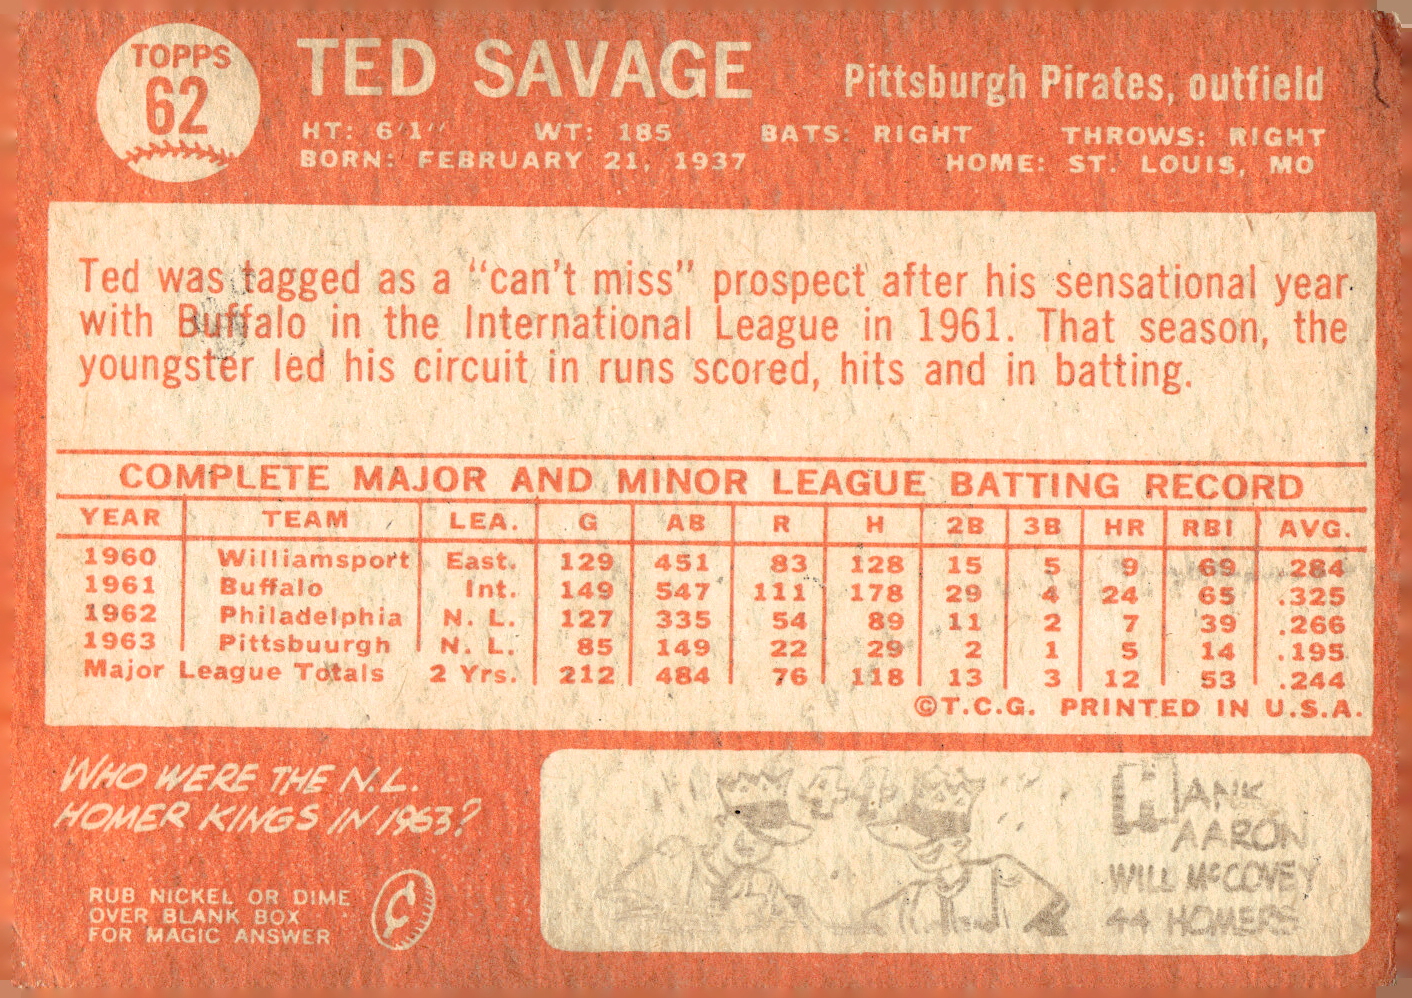 TOPPS
62
TED SAVAGE
Pittsburgh Pirates, outfield
HT: 6'1" WT: 185 BATS: RIGHT THROWS: RIGHT
BORN: FEBRUARY 21, 1937 HOME: ST. LOUIS, MO
Ted was tagged as a "can't miss" prospect after his sensational year
with Buffalo in the International League in 1961. That season, the
youngster led his circuit in runs scored, hits and in batting.
COMPLETE MAJOR AND MINOR LEAGUE BATTING RECORD
YEAR TEAM LEA. G AB R H 2B 3B HR RBI AVG.
1960 Williamsport East. 129 451 83 128 15 5 9 69 .284
1961 Buffalo Int. 149 547 111 178 29 4 24 65 .325
1962 Philadelphia N. L. 127 335 54 89 11 2 7 39 .266
1963 Pittsbuurgh N. L. 85 149 22 29 2 1 5 14 .195
Major League Totals 2 Yrs. 212 484 76 118 13 3 12 53 .244
©T.C.G. PRINTED IN U.S.A.
WHO WERE THE N.L.
HOMER KINGS IN 1963?
RUB NICKEL OR DIME
OVER BLANK BOX
FOR MAGIC ANSWER
¢
44
HANK
AARON
WILL McCOVEY
44 HOMERS